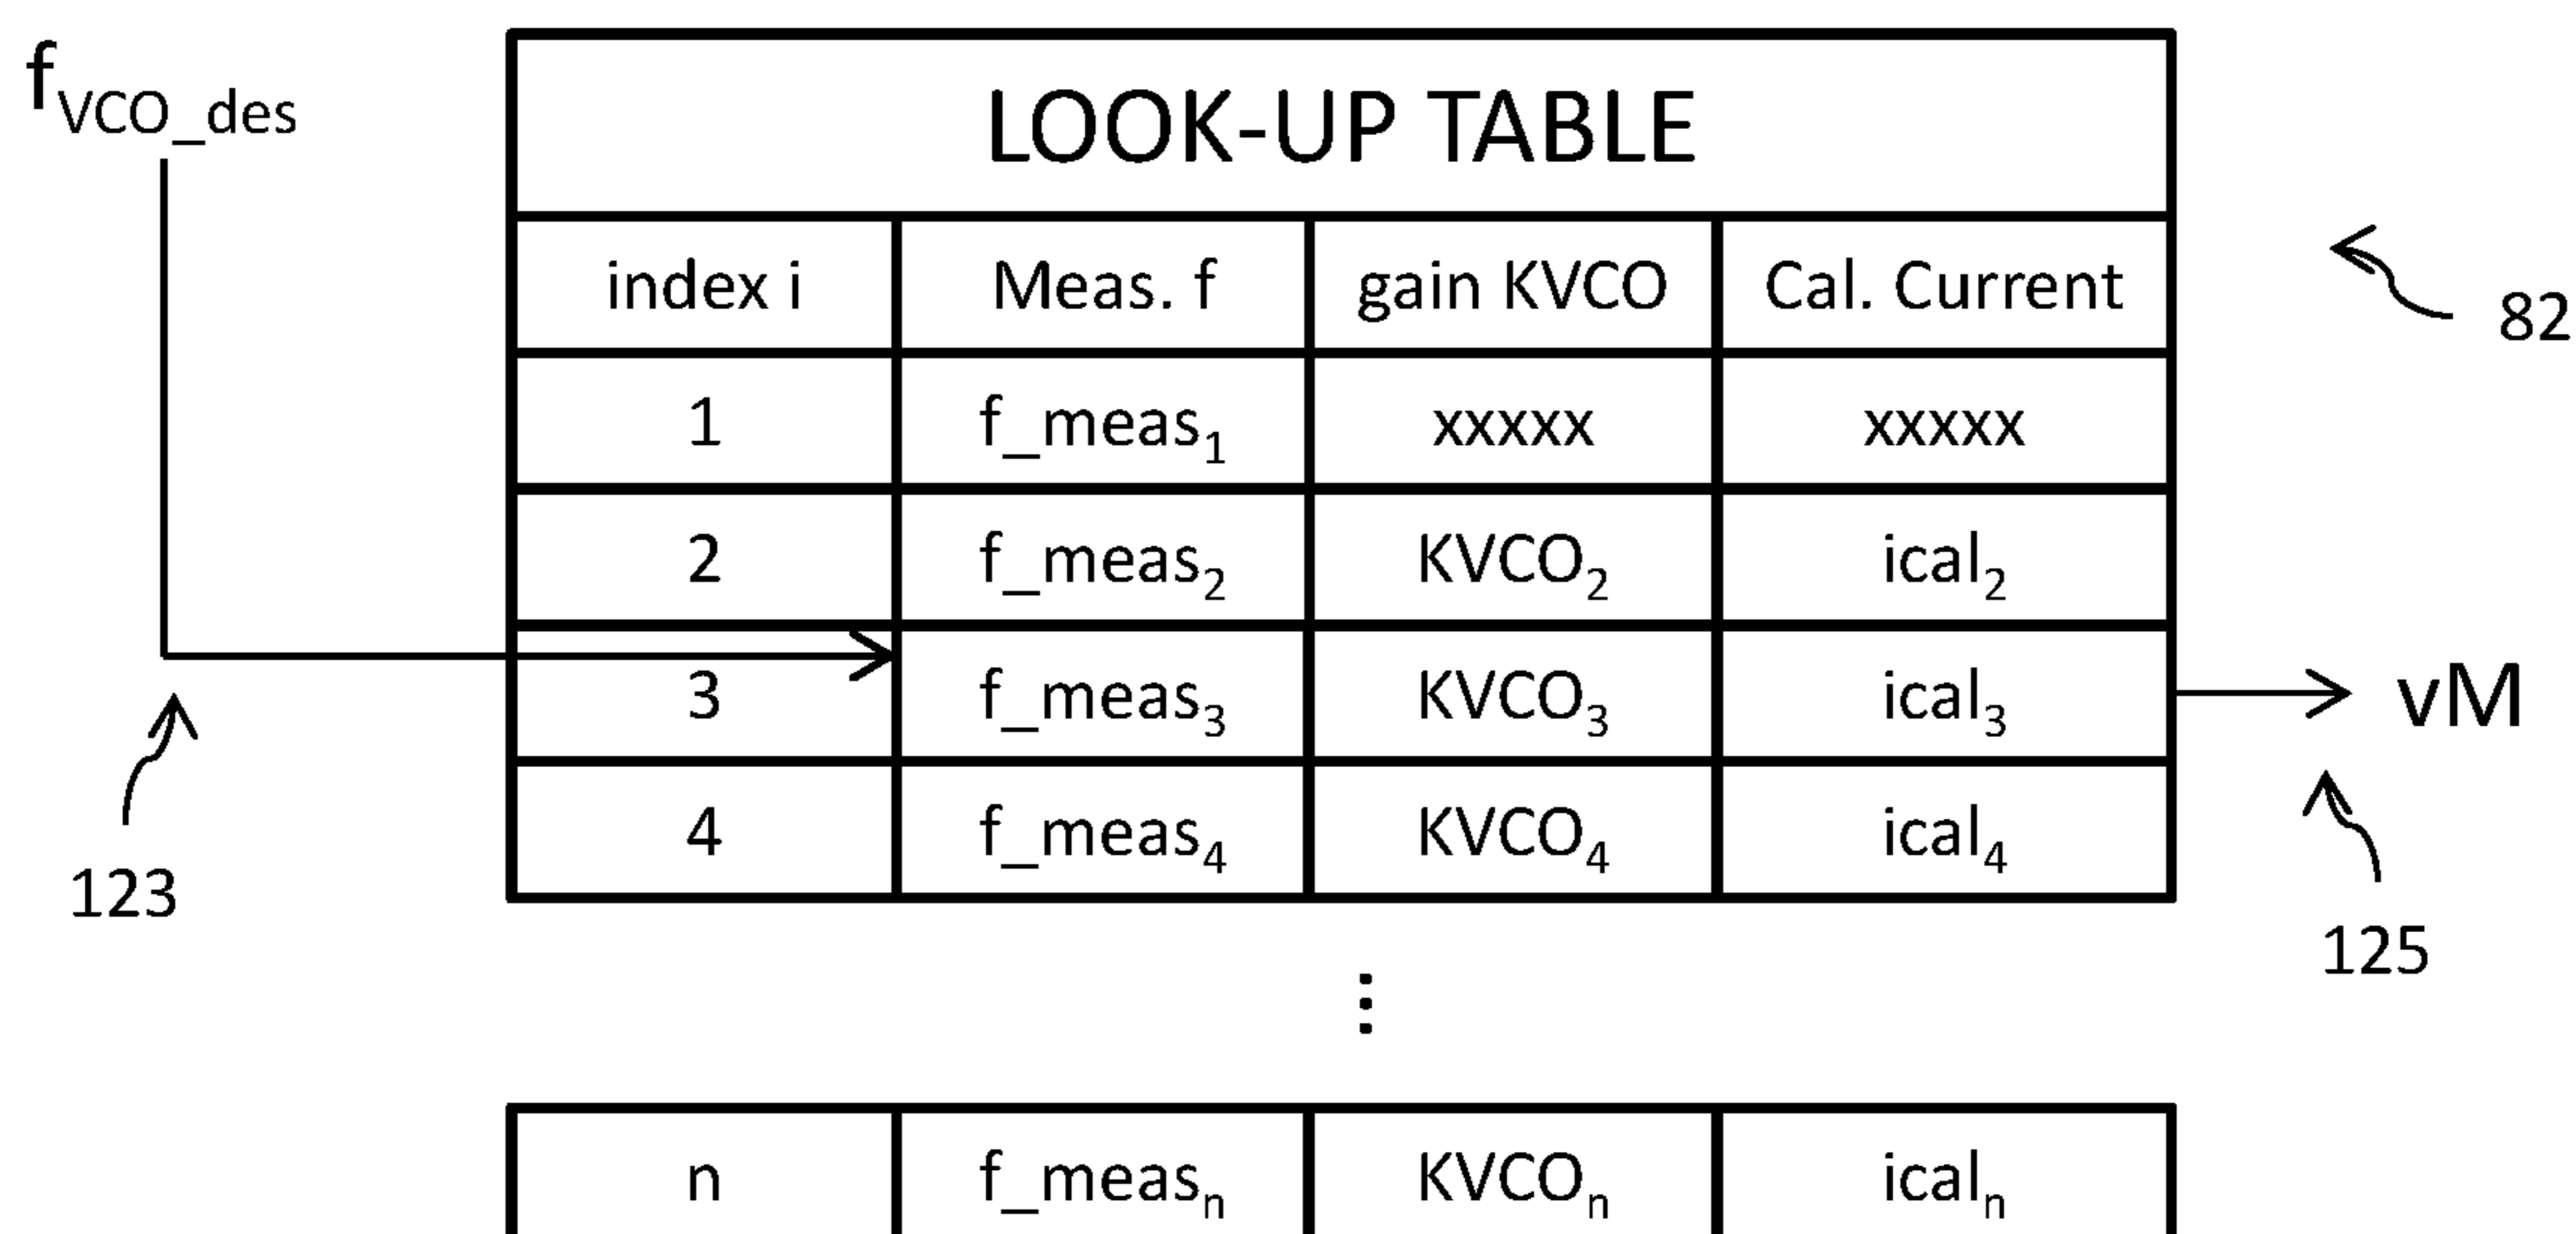 f_VCO_des
LOOK-UP TABLE
index i Meas. f gain KVCO Cal. Current
82
1 f_meas₁ xxxxx xxxxx
2 f_meas₂ KVCO₂ ical₂
3 f_meas₃ KVCO₃ ical₃
vM
4 f_meas₄ KVCO₄ ical₄
123
125
⋮
n f_measₙ KVCOₙ icalₙ